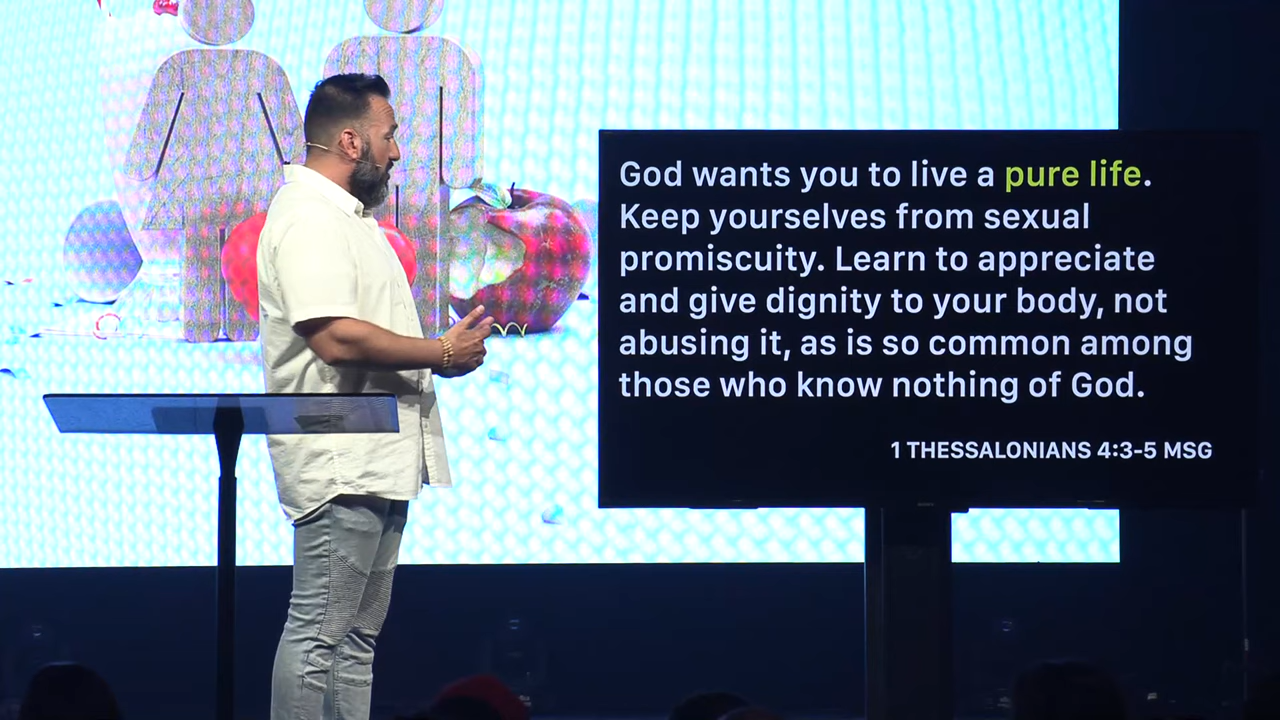 God wants you to live a pure life.
Keep yourselves from sexual
promiscuity. Learn to appreciate
and give dignity to your body, not
abusing it, as is so common among
those who know nothing of God.
1 THESSALONIANS 4:3-5 MSG